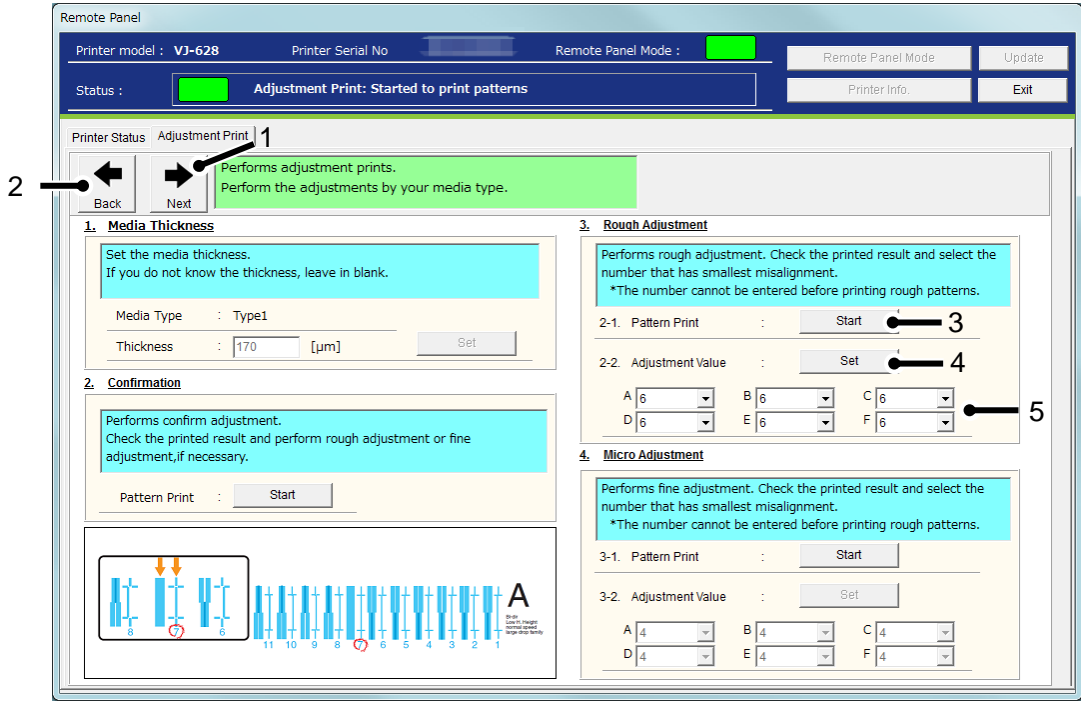 Remote Panel
Printer model : VJ-628 Printer Serial No Remote Panel Mode :
Remote Panel Mode Update
Status : Adjustment Print: Started to print patterns
Printer Info. Exit
Printer Status Adjustment Print 1
2
Back Next
Performs adjustment prints.
Perform the adjustments by your media type.
1. Media Thickness
Set the media thickness.
If you do not know the thickness, leave in blank.
Media Type : Type1
Thickness : 170 [μm] Set
2. Confirmation
Performs confirm adjustment.
Check the printed result and perform rough adjustment or fine
adjustment,if necessary.
Pattern Print : Start
8 7 6
11 10 9 8 7 6 5 4 3 2 1
A
Bi-dir
Low H. Height
normal speed
large drop family
3. Rough Adjustment
Performs rough adjustment. Check the printed result and select the
number that has smallest misalignment.
*The number cannot be entered before printing rough patterns.
2-1. Pattern Print : Start 3
2-2. Adjustment Value : Set 4
A 6 B 6 C 6
D 6 E 6 F 6
5
4. Micro Adjustment
Performs fine adjustment. Check the printed result and select the
number that has smallest misalignment.
*The number cannot be entered before printing rough patterns.
3-1. Pattern Print : Start
3-2. Adjustment Value : Set
A 4 B 4 C 4
D 4 E 4 F 4